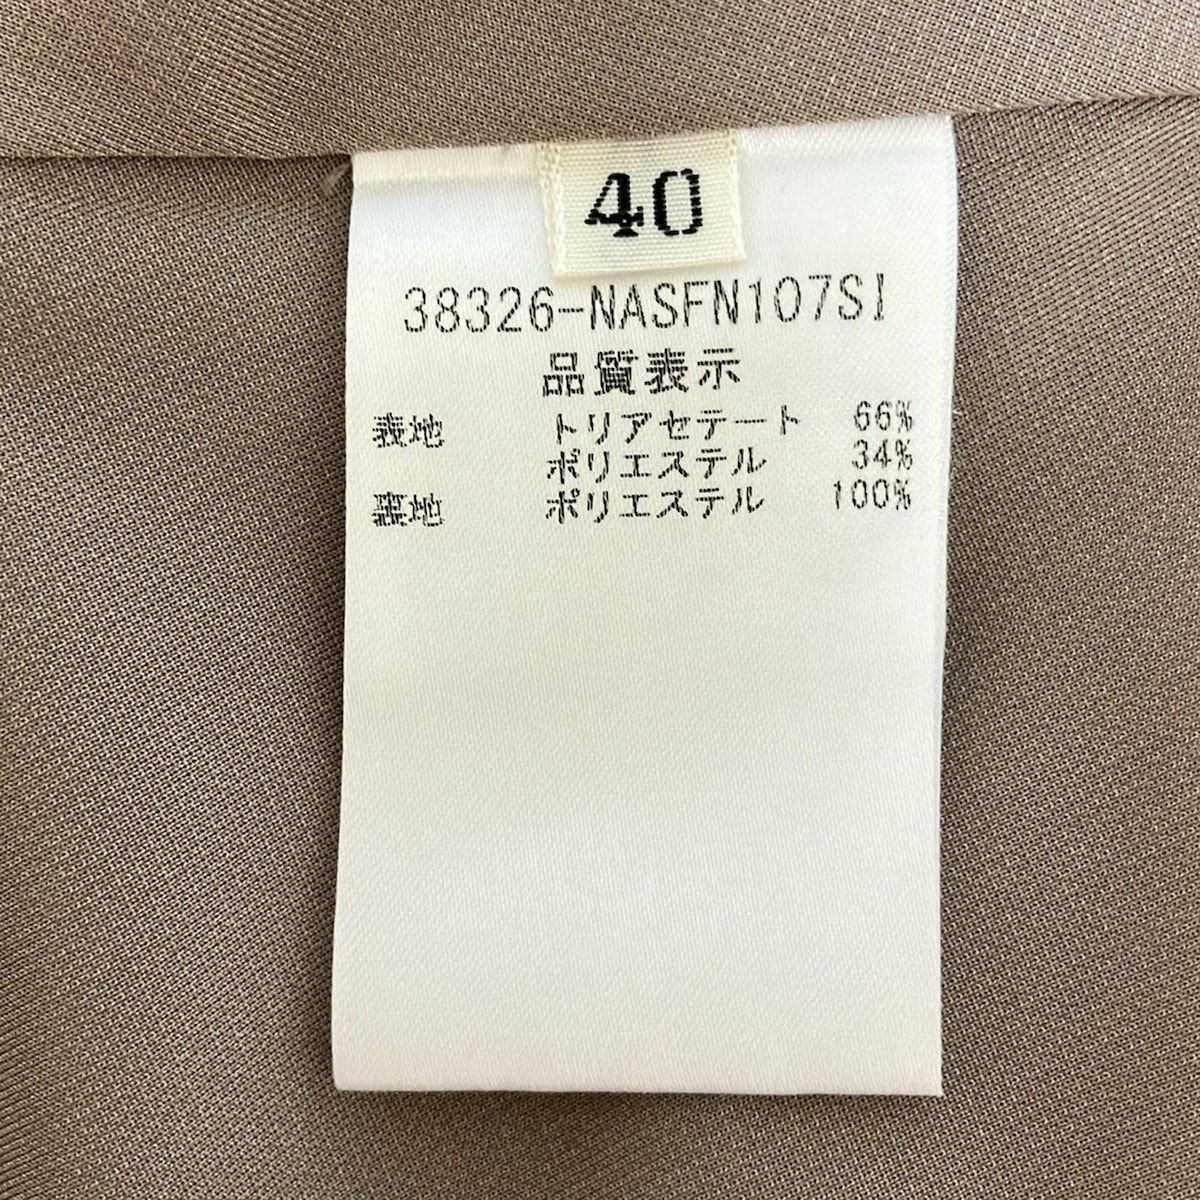 40
38326-NASFN107SI
品質表示
表地 トリアセテート 66%
ポリエステル 34%
裏地 ポリエステル 100%